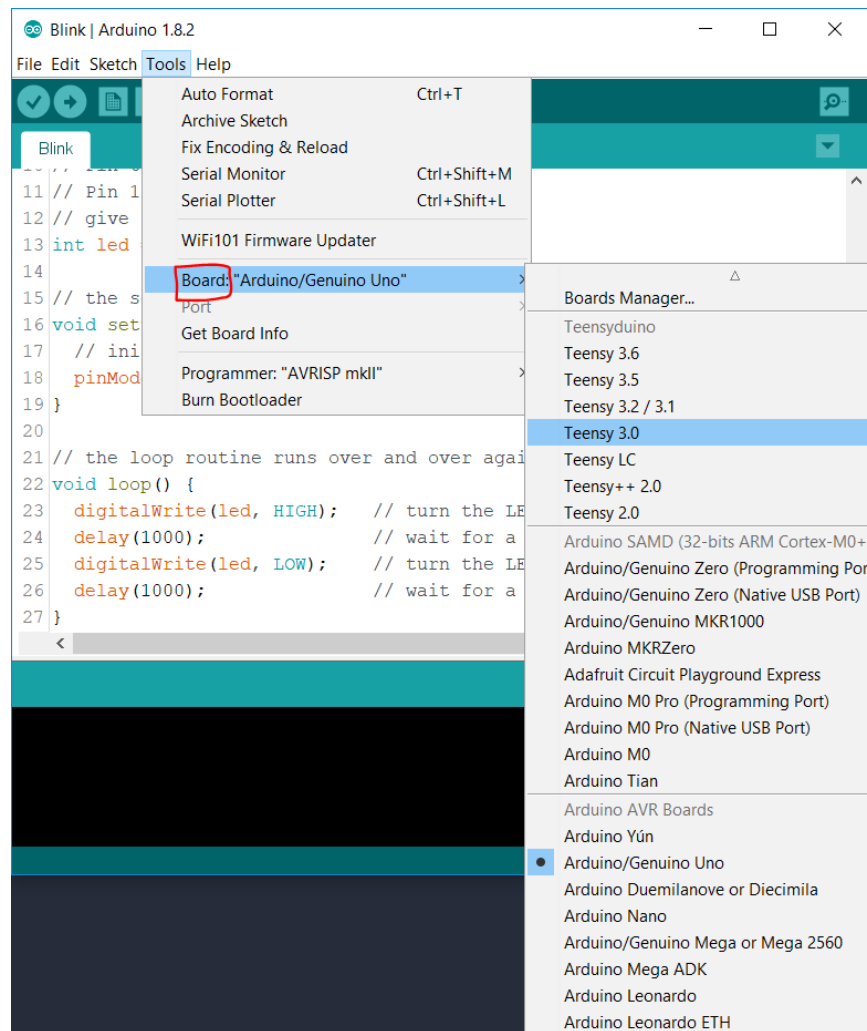 Blink | Arduino 1.8.2
File Edit Sketch Tools Help
Auto Format Ctrl+T
Archive Sketch
Fix Encoding & Reload
Serial Monitor Ctrl+Shift+M
Serial Plotter Ctrl+Shift+L
WiFi101 Firmware Updater
Board: "Arduino/Genuino Uno"
Port
Get Board Info
Programmer: "AVRISP mkII"
Burn Bootloader
Blink
11 // Pin 1
12 // give
13 int led
14
15 // the s
16 void set
17 // ini
18 pinMod
19 }
20
21 // the loop routine runs over and over agai
22 void loop() {
23 digitalWrite(led, HIGH); // turn the LE
24 delay(1000); // wait for a
25 digitalWrite(led, LOW); // turn the LE
26 delay(1000); // wait for a
27 }
Boards Manager...
Teensyduino
Teensy 3.6
Teensy 3.5
Teensy 3.2 / 3.1
Teensy 3.0
Teensy LC
Teensy++ 2.0
Teensy 2.0
Arduino SAMD (32-bits ARM Cortex-M0+
Arduino/Genuino Zero (Programming Por
Arduino/Genuino Zero (Native USB Port)
Arduino/Genuino MKR1000
Arduino MKRZero
Adafruit Circuit Playground Express
Arduino M0 Pro (Programming Port)
Arduino M0 Pro (Native USB Port)
Arduino M0
Arduino Tian
Arduino AVR Boards
Arduino Yún
Arduino/Genuino Uno
Arduino Duemilanove or Diecimila
Arduino Nano
Arduino/Genuino Mega or Mega 2560
Arduino Mega ADK
Arduino Leonardo
Arduino Leonardo ETH